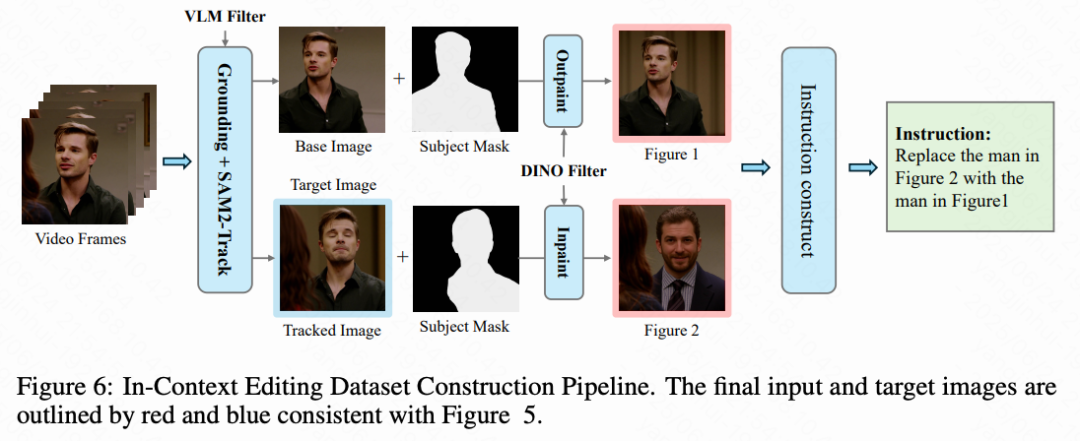 VLM Filter
Grounding + SAM2-Track
Video Frames
Base Image
+
Subject Mask
Outpaint
Figure 1
DINO Filter
Target Image
Tracked Image
+
Subject Mask
Inpaint
Figure 2
Instruction construct
Instruction:
Replace the man in
Figure 2 with the
man in Figure1
Figure 6: In-Context Editing Dataset Construction Pipeline. The final input and target images are
outlined by red and blue consistent with Figure 5.